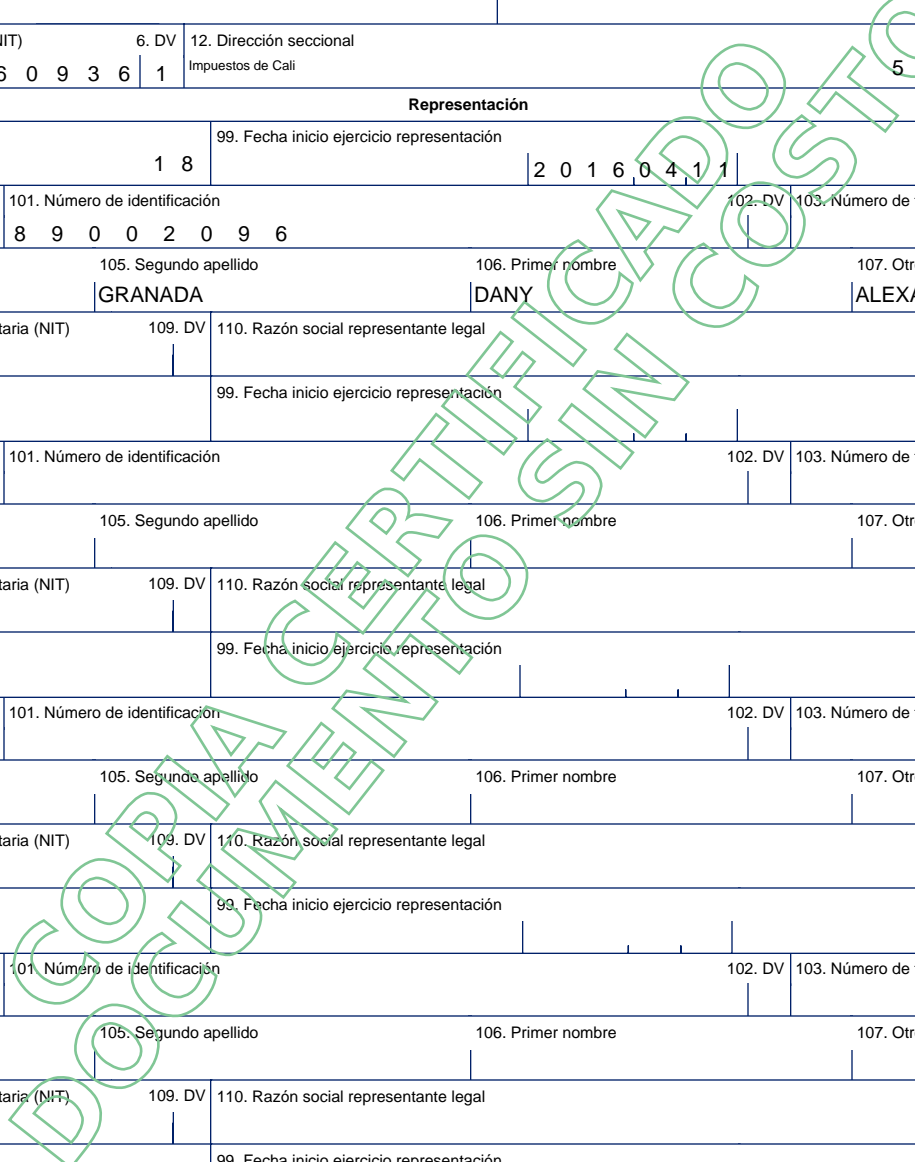 IT) 6. DV 12. Dirección seccional
6 0 9 3 6 1 Impuestos de Cali 5
Representación
99. Fecha inicio ejercicio representación
1 8 2 0 1 6 0 4 1 1
101. Número de identificación 102. DV 103. Número de
8 9 0 0 2 0 9 6
105. Segundo apellido 106. Primer nombre 107. Otr
GRANADA DANY ALEXA
taria (NIT) 109. DV 110. Razón social representante legal
99. Fecha inicio ejercicio representación
101. Número de identificación 102. DV 103. Número de
105. Segundo apellido 106. Primer nombre 107. Otr
taria (NIT) 109. DV 110. Razón social representante legal
99. Fecha inicio ejercicio representación
101. Número de identificación 102. DV 103. Número de
105. Segundo apellido 106. Primer nombre 107. Otr
taria (NIT) 109. DV 110. Razón social representante legal
99. Fecha inicio ejercicio representación
101. Número de identificación 102. DV 103. Número de
105. Segundo apellido 106. Primer nombre 107. Otr
taria (NIT) 109. DV 110. Razón social representante legal
99. Fecha inicio ejercicio representación
COPIA CERTIFICADO
DOCUMENTO SIN COSTO